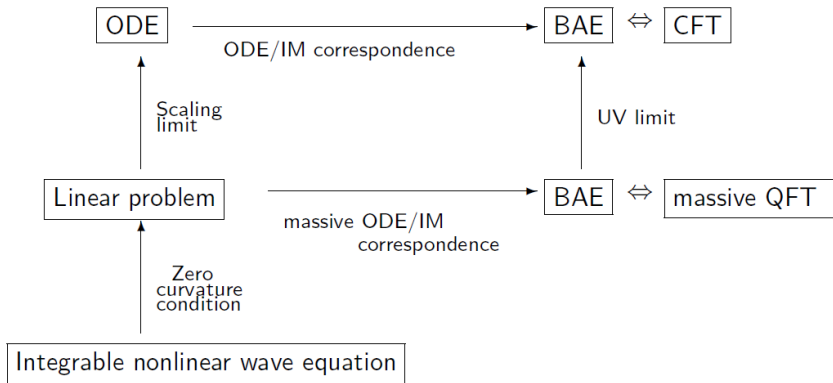 ODE
BAE ⇔ CFT
ODE/IM correspondence
Scaling
limit
UV limit
Linear problem
BAE ⇔ massive QFT
massive ODE/IM
correspondence
Zero
curvature
condition
Integrable nonlinear wave equation